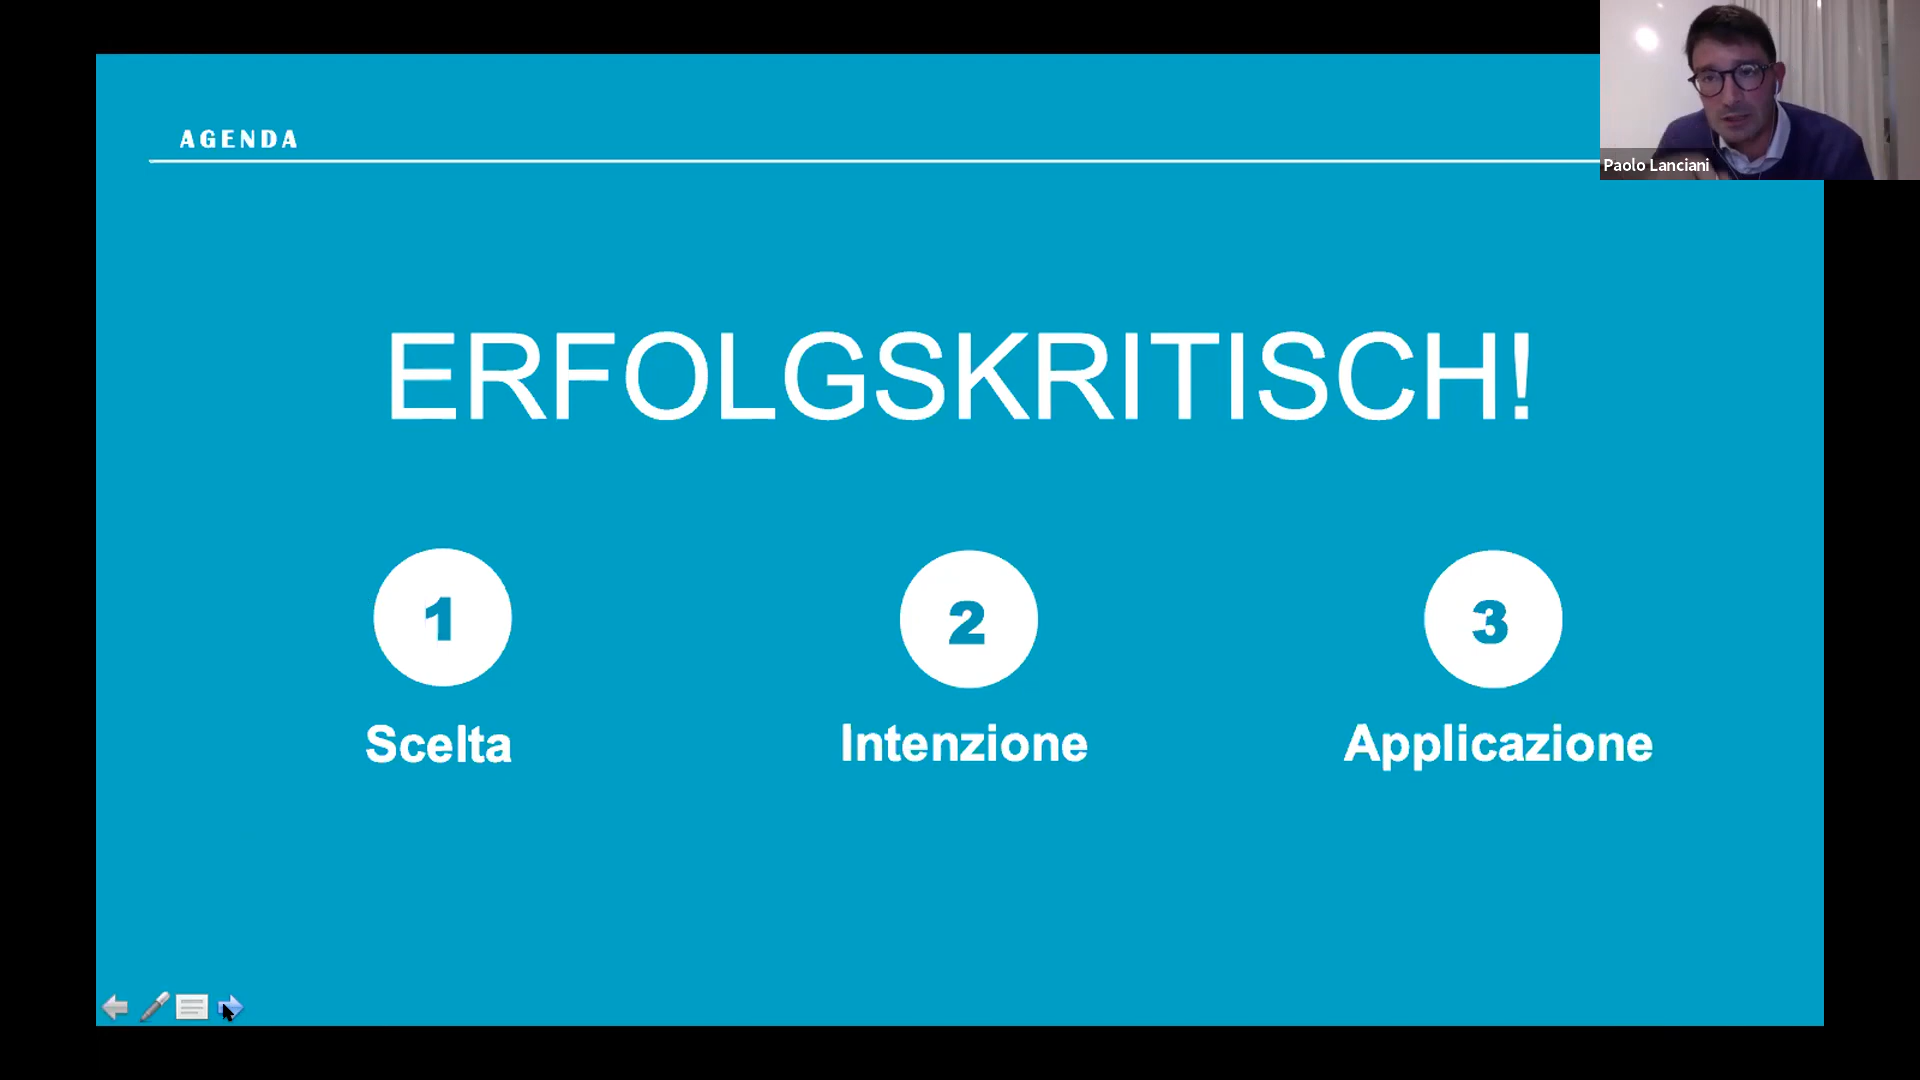 AGENDA
Paolo Lanciani
ERFOLGSKRITISCH!
1
2
3
Scelta
Intenzione
Applicazione